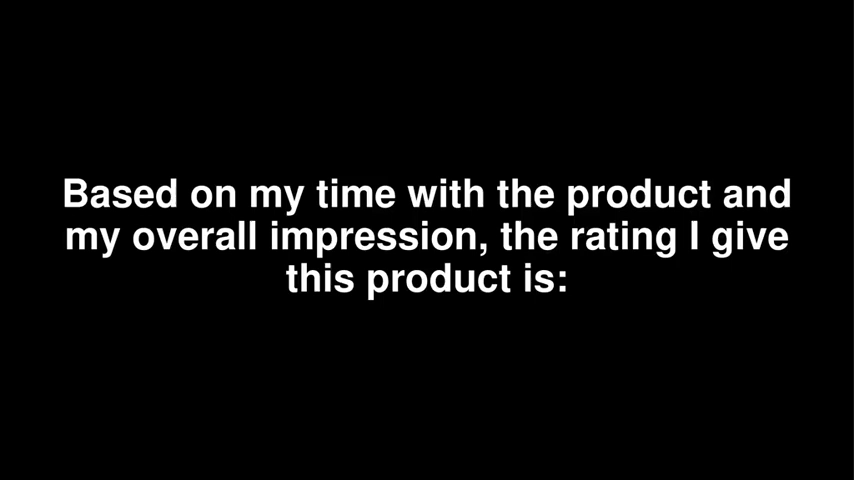 Based on my time with the product and
my overall impression, the rating I give
this product is: